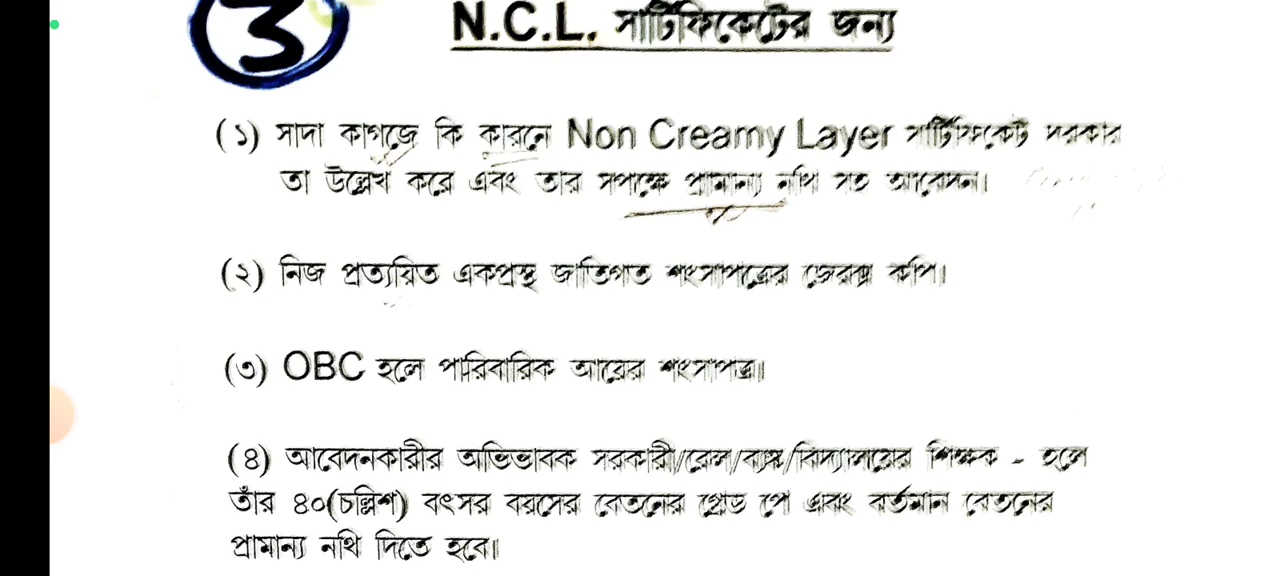 3
N.C.L. সার্টিফিকেটের জন্য
(১) সাদা কাগজে কি কারনে Non Creamy Layer সার্টিফিকেট দরকার
তা উল্লেখ করে এবং তার সপক্ষে প্রামান্য নথি সহ আবেদন।
(২) নিজ প্রত্যয়িত একপ্রস্থ জাতিগত শংসাপত্রের জেরক্স কপি।
(৩) OBC হলে পারিবারিক আয়ের শংসাপত্র।
(৪) আবেদনকারীর অভিভাবক সরকারী/রেল/ব্যাঙ্ক/বিদ্যালয়ের শিক্ষক - হলে
তাঁর ৪০(চল্লিশ) বৎসর বয়সের বেতনের গ্রেড পে এবং বর্তমান বেতনের
প্রামান্য নথি দিতে হবে।